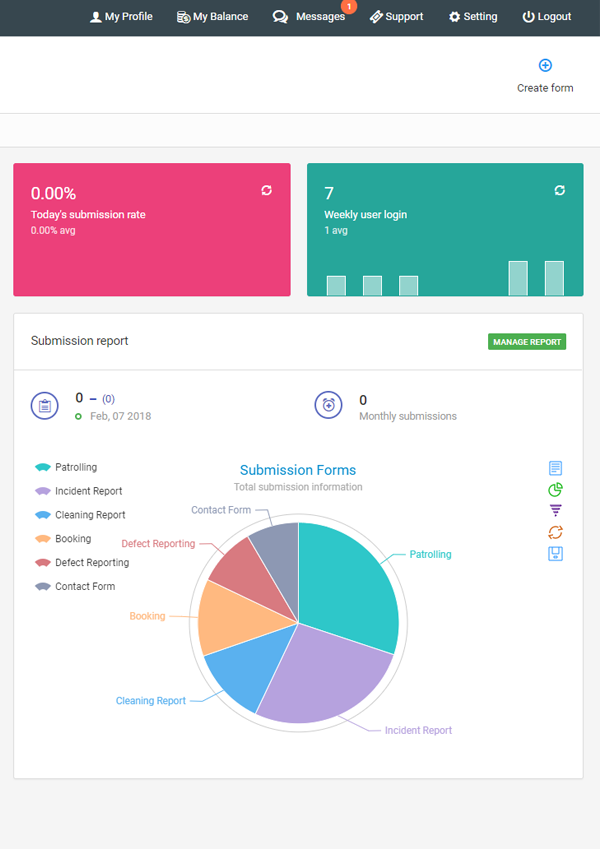 My Profile My Balance Messages 1 Support Setting Logout
Create form
0.00%
Today's submission rate
0.00% avg
7
Weekly user login
1 avg
Submission report
MANAGE REPORT
0 – (0)
Feb, 07 2018
0
Monthly submissions
Patrolling
Incident Report
Cleaning Report
Booking
Defect Reporting
Contact Form
Submission Forms
Total submission information
Contact Form
Defect Reporting
Patrolling
Booking
Cleaning Report
Incident Report